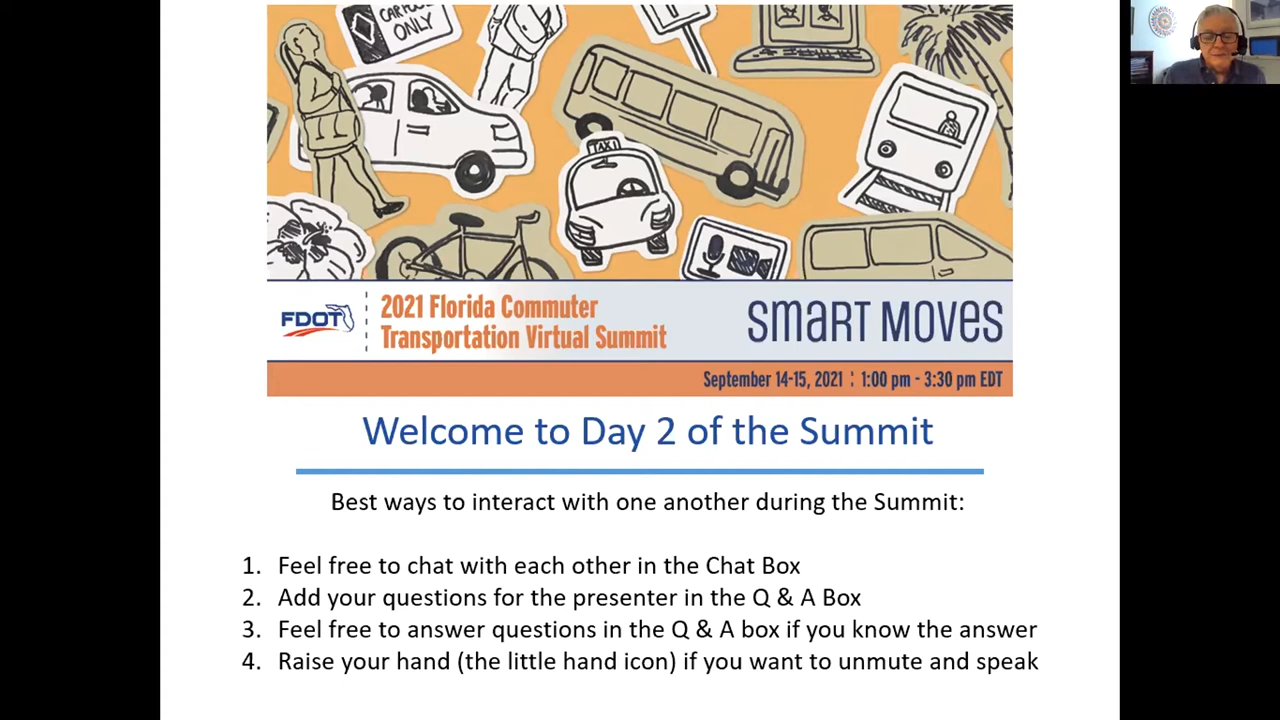 CARPOOL
ONLY
TAXI
FDOT
2021 Florida Commuter
Transportation Virtual Summit
SMART MOVES
September 14-15, 2021 ¦ 1:00 pm - 3:30 pm EDT
Welcome to Day 2 of the Summit
Best ways to interact with one another during the Summit:
1. Feel free to chat with each other in the Chat Box
2. Add your questions for the presenter in the Q & A Box
3. Feel free to answer questions in the Q & A box if you know the answer
4. Raise your hand (the little hand icon) if you want to unmute and speak